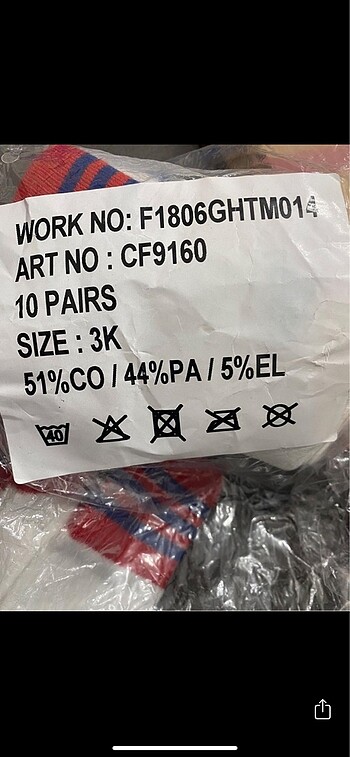 WORK NO: F1806GHTM014
ART NO : CF9160
10 PAIRS
SIZE : 3K
51%CO / 44%PA / 5%EL
40